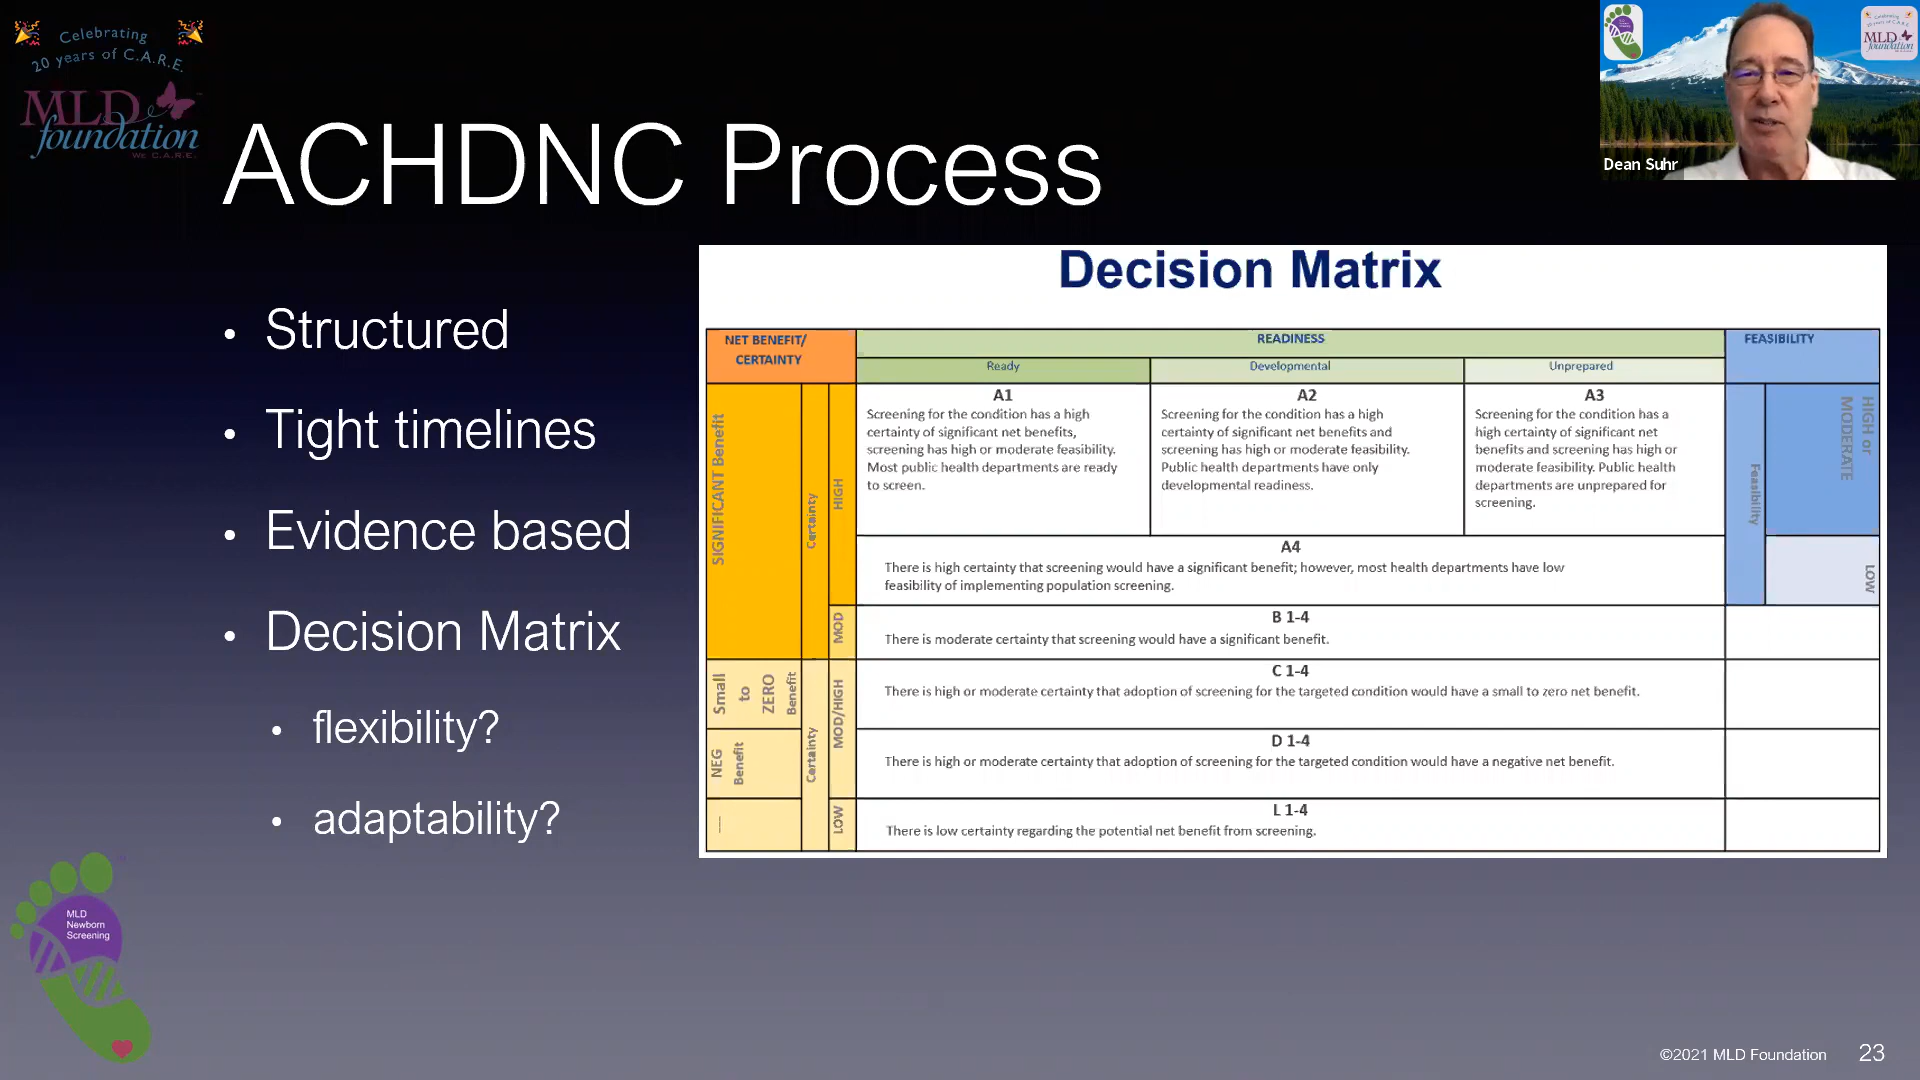 Celebrating
20 years of C.A.R.E.
MLD
foundation
WE C.A.R.E.
ACHDNC Process
MLD
foundation
Dean Suhr
• Structured
• Tight timelines
• Evidence based
• Decision Matrix
• flexibility?
• adaptability?
Decision Matrix
NET BENEFIT/
CERTAINTY
READINESS
FEASIBILITY
Ready
Developmental
Unprepared
SIGNIFICANT Benefit
Certainty
HIGH
A1
Screening for the condition has a high
certainty of significant net benefits,
screening has high or moderate feasibility.
Most public health departments are ready
to screen.
A2
Screening for the condition has a high
certainty of significant net benefits and
screening has high or moderate feasibility.
Public health departments have only
developmental readiness.
A3
Screening for the condition has a
high certainty of significant net
benefits and screening has high or
moderate feasibility. Public health
departments are unprepared for
screening.
Feasibility
HIGH or
MODERATE
A4
There is high certainty that screening would have a significant benefit; however, most health departments have low
feasibility of implementing population screening.
LOW
MOD
B 1-4
There is moderate certainty that screening would have a significant benefit.
Small
to
ZERO
Benefit
Certainty
MOD/HIGH
C 1-4
There is high or moderate certainty that adoption of screening for the targeted condition would have a small to zero net benefit.
NEG
Benefit
D 1-4
There is high or moderate certainty that adoption of screening for the targeted condition would have a negative net benefit.
—
LOW
L 1-4
There is low certainty regarding the potential net benefit from screening.
MLD
Newborn
Screening
©2021 MLD Foundation
23